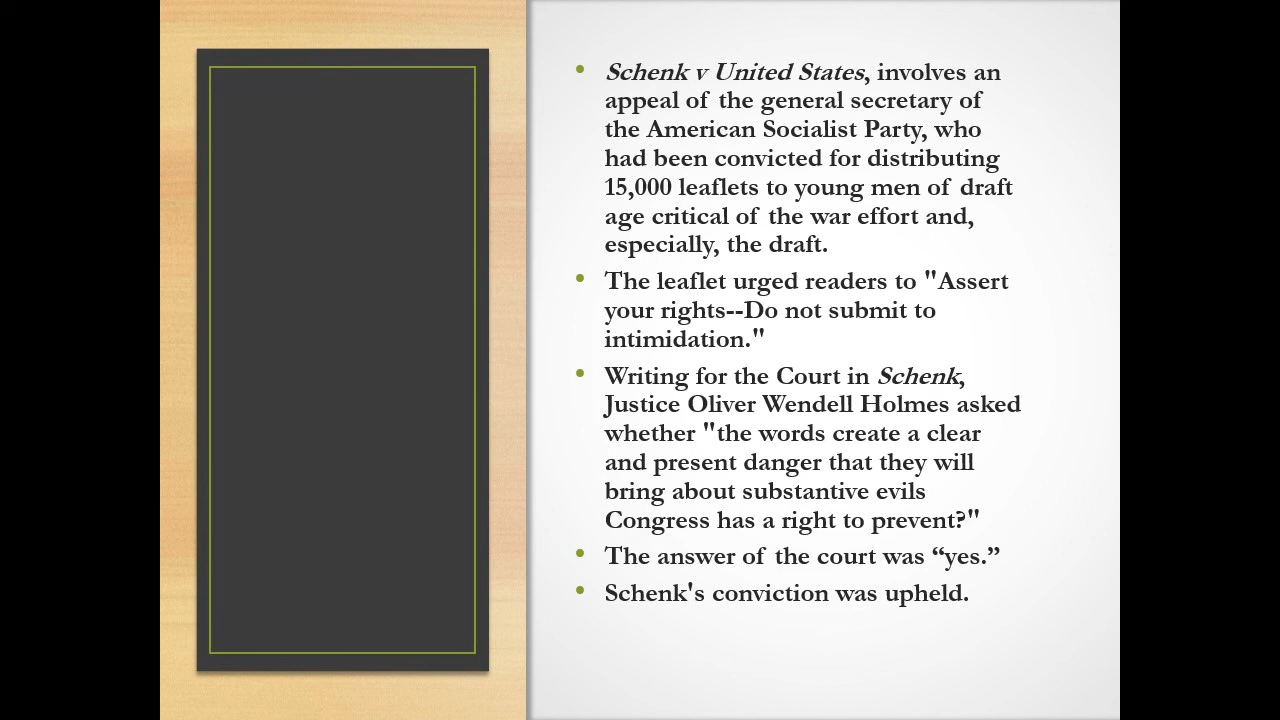 Schenk v United States, involves an
appeal of the general secretary of
the American Socialist Party, who
had been convicted for distributing
15,000 leaflets to young men of draft
age critical of the war effort and,
especially, the draft.
The leaflet urged readers to "Assert
your rights--Do not submit to
intimidation."
Writing for the Court in Schenk,
Justice Oliver Wendell Holmes asked
whether "the words create a clear
and present danger that they will
bring about substantive evils
Congress has a right to prevent?"
The answer of the court was “yes.”
Schenk's conviction was upheld.